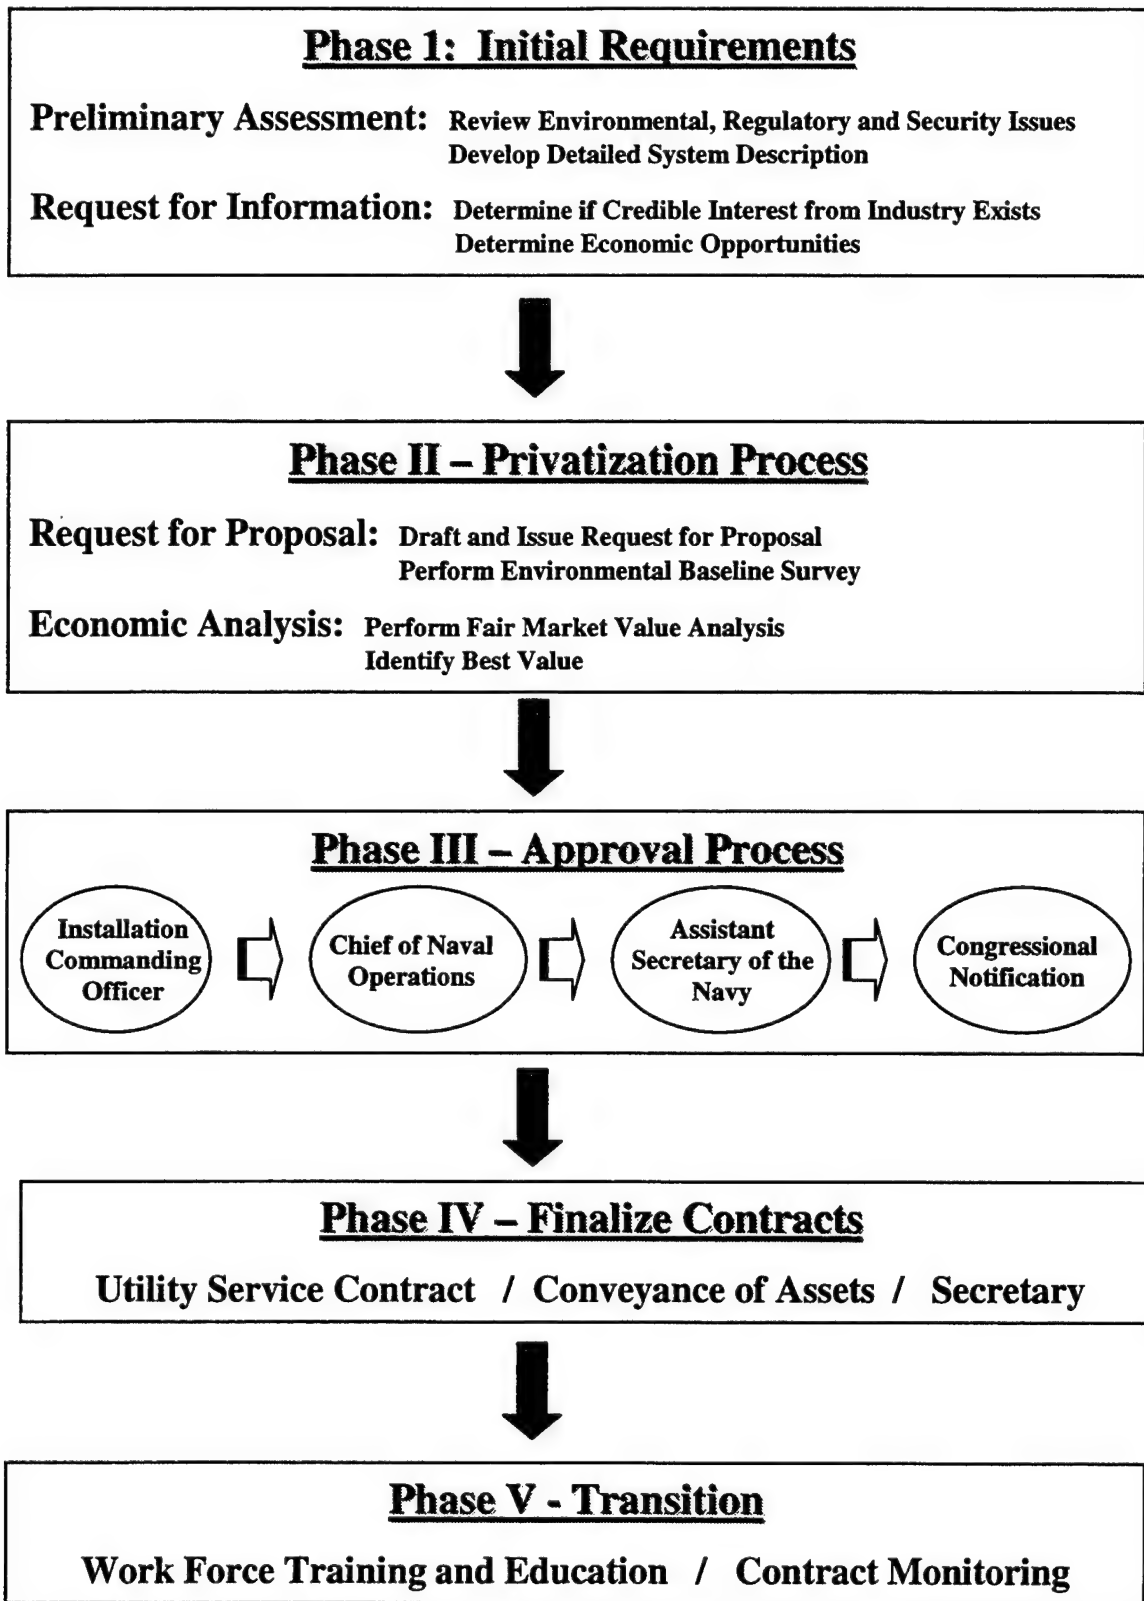 Phase 1: Initial Requirements
Preliminary Assessment: Review Environmental, Regulatory and Security Issues
Develop Detailed System Description
Request for Information: Determine if Credible Interest from Industry Exists
Determine Economic Opportunities
Phase II – Privatization Process
Request for Proposal: Draft and Issue Request for Proposal
Perform Environmental Baseline Survey
Economic Analysis: Perform Fair Market Value Analysis
Identify Best Value
Phase III – Approval Process
Installation
Commanding
Officer
Chief of Naval
Operations
Assistant
Secretary of the
Navy
Congressional
Notification
Phase IV – Finalize Contracts
Utility Service Contract / Conveyance of Assets / Secretary
Phase V - Transition
Work Force Training and Education / Contract Monitoring